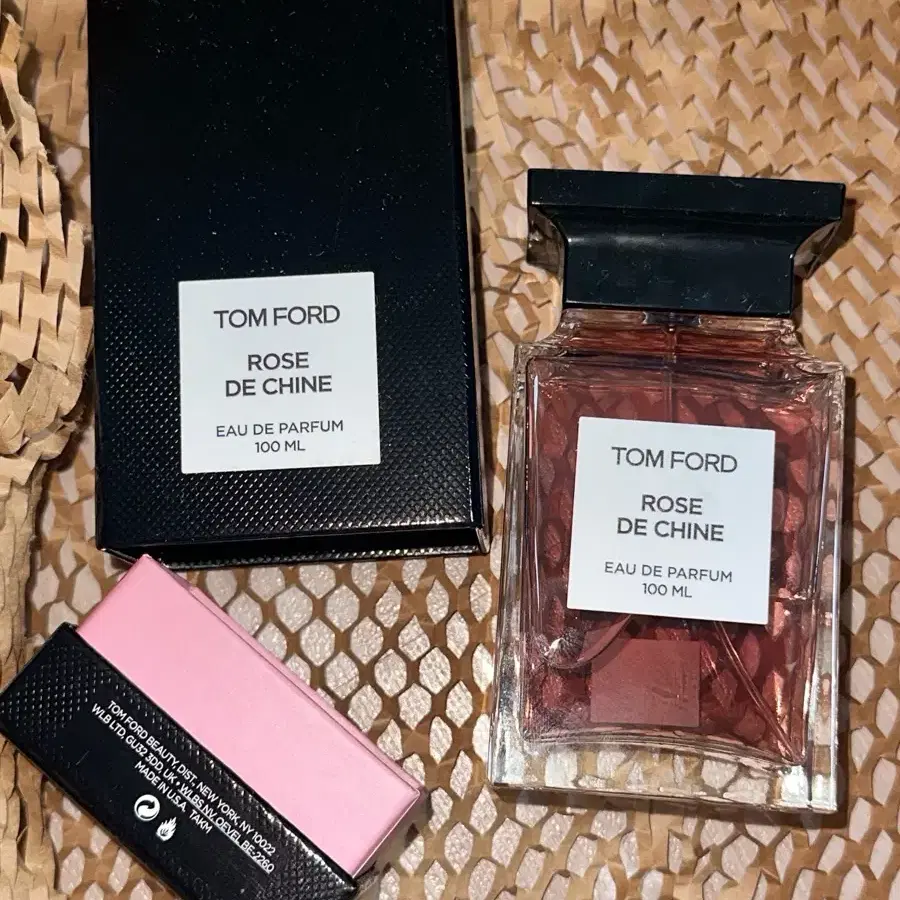 TOM FORD
ROSE
DE CHINE
EAU DE PARFUM
100 ML
TOM FORD
ROSE
DE CHINE
EAU DE PARFUM
100 ML
TOM FORD BEAUTY, DIST. NEW YORK, NY 10022
WLB LTD, GU32 3DD, UK • WLBS NV, OEVEL BE-2260
MADE IN U.S.A. TAKM